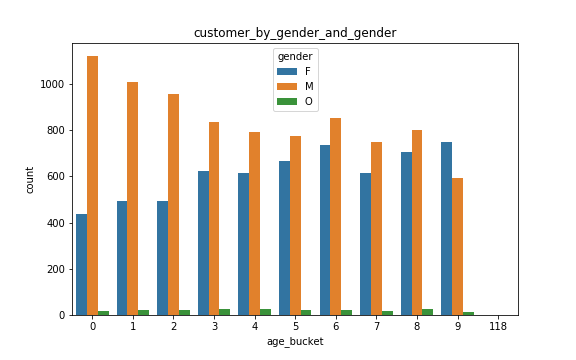 customer_by_gender_and_gender
gender
F
M
O
1000
800
600
400
200
0
count
0 1 2 3 4 5 6 7 8 9 118
age_bucket